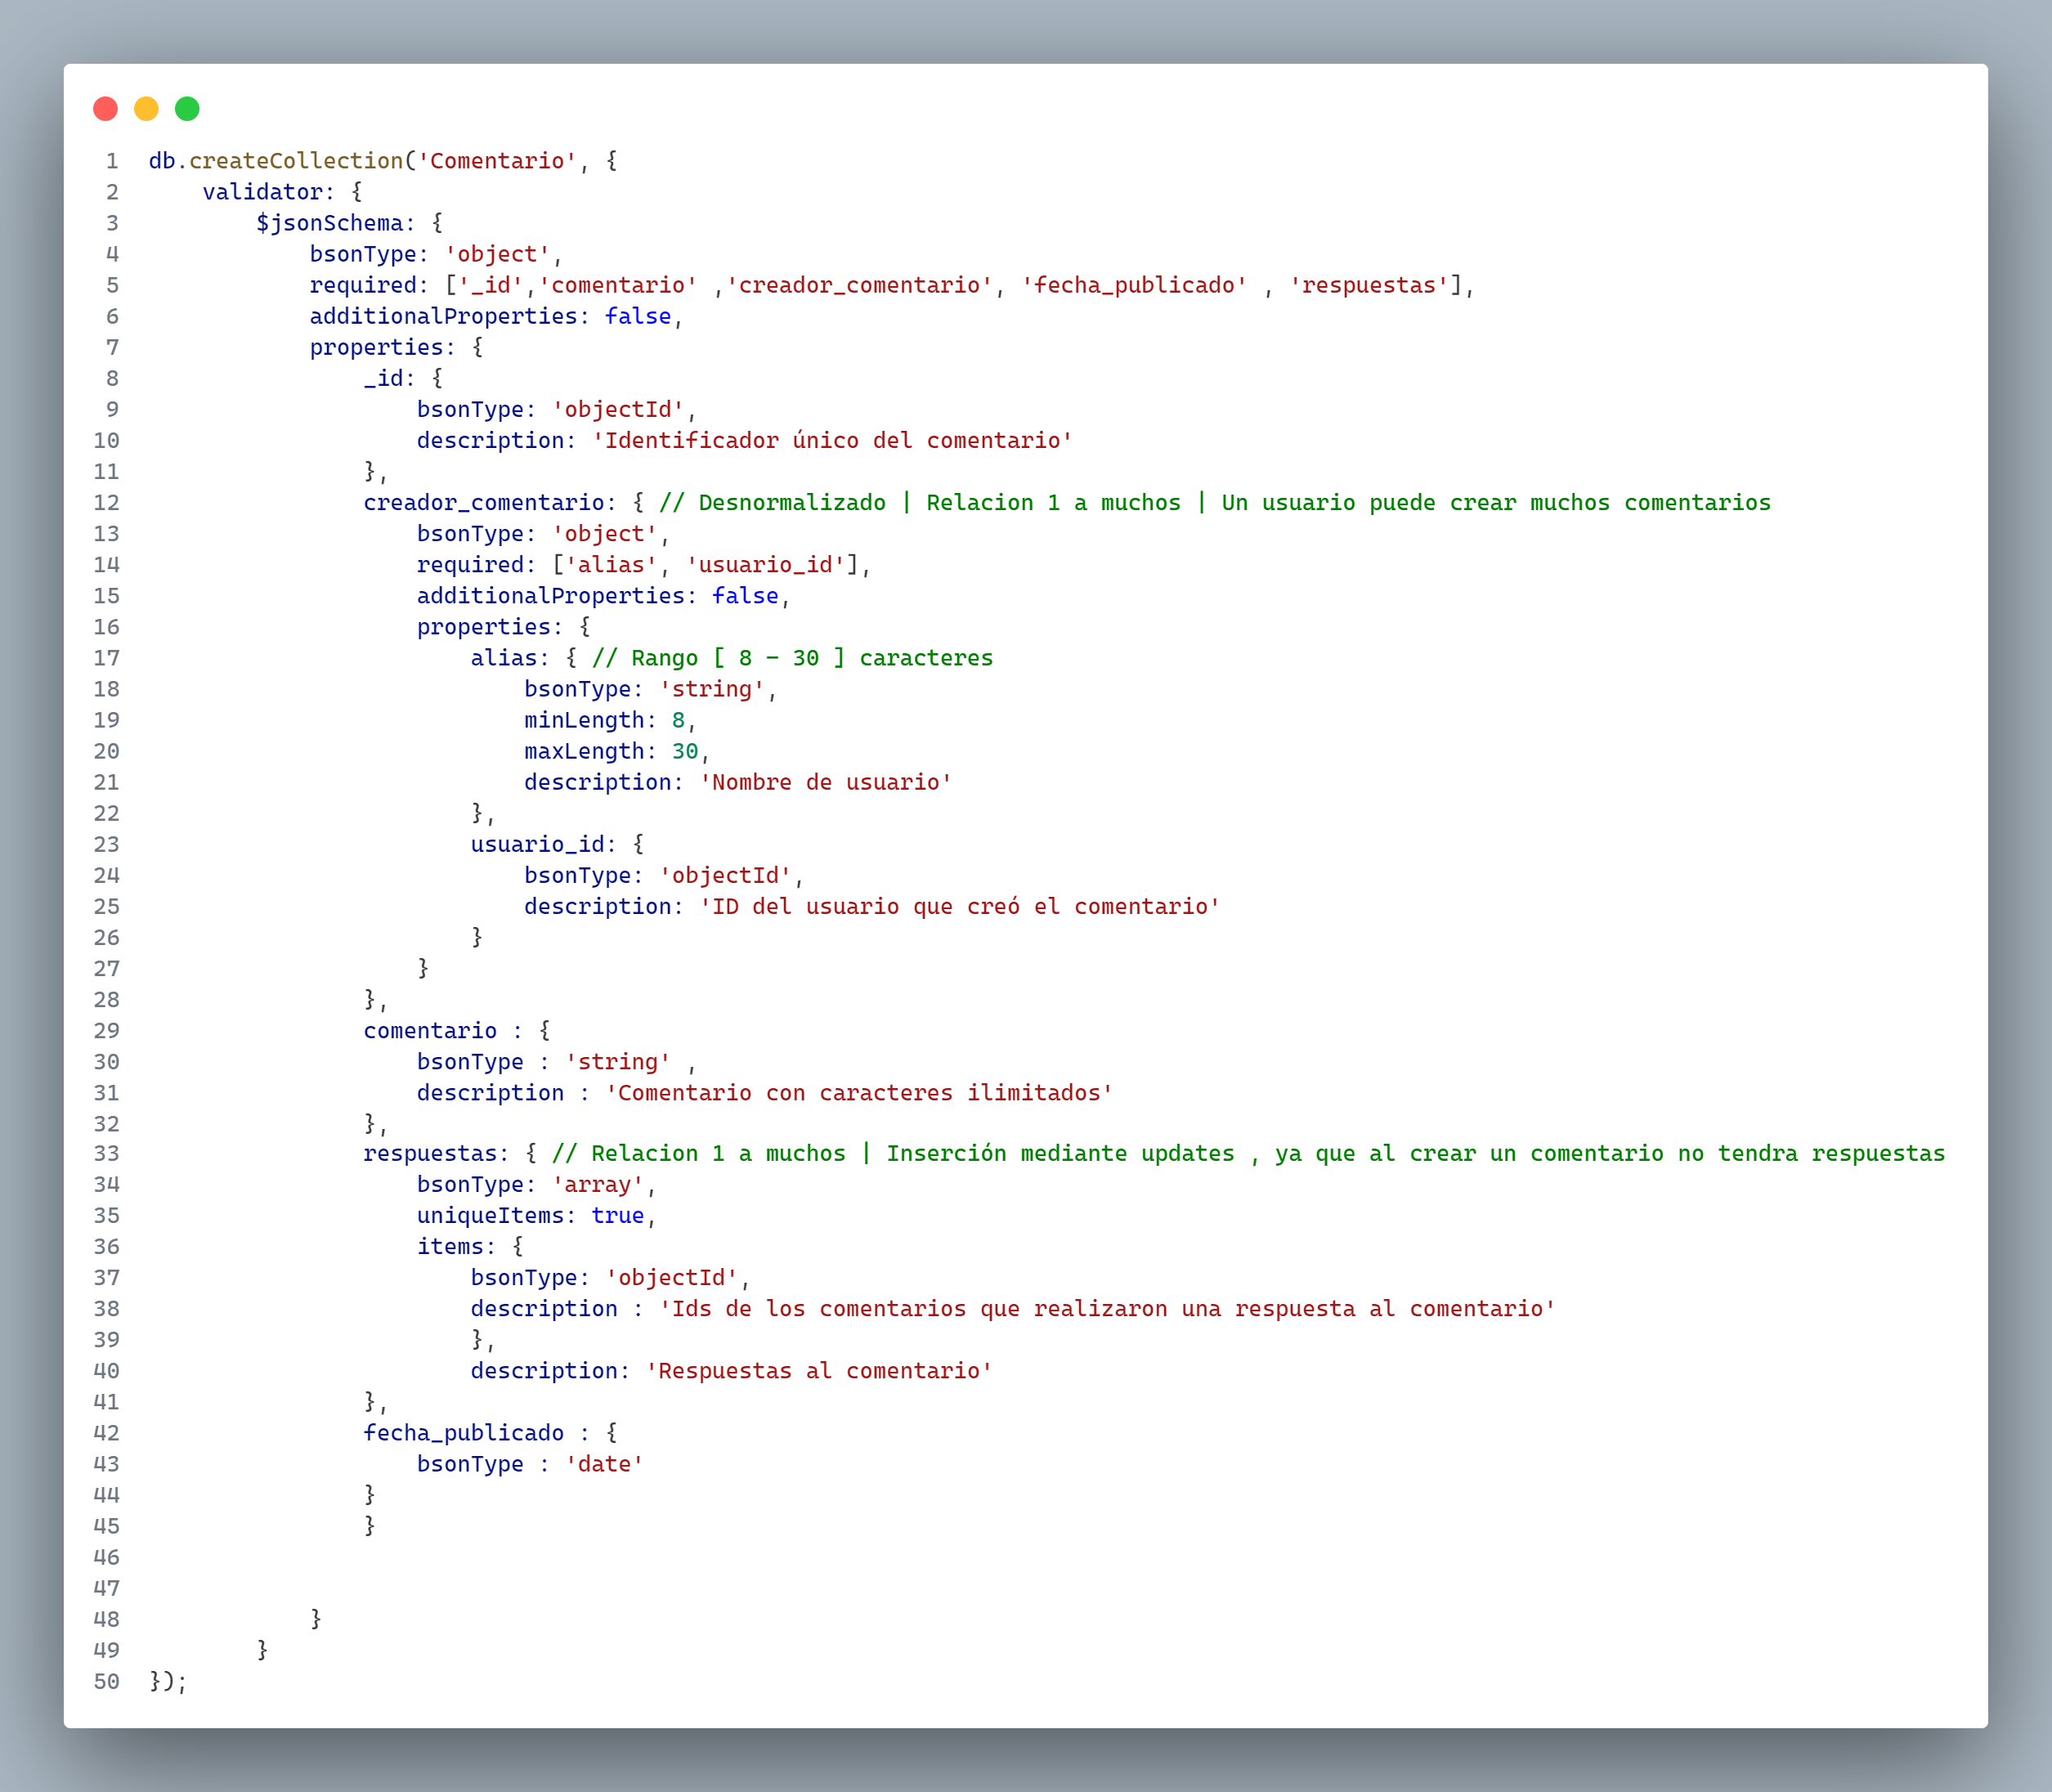 1 db.createCollection('Comentario', {
2     validator: {
3         $jsonSchema: {
4             bsonType: 'object',
5             required: ['_id','comentario' ,'creador_comentario', 'fecha_publicado' , 'respuestas'],
6             additionalProperties: false,
7             properties: {
8                 _id: {
9                     bsonType: 'objectId',
10                     description: 'Identificador único del comentario'
11                 },
12                 creador_comentario: { // Desnormalizado | Relacion 1 a muchos | Un usuario puede crear muchos comentarios
13                     bsonType: 'object',
14                     required: ['alias', 'usuario_id'],
15                     additionalProperties: false,
16                     properties: {
17                         alias: { // Rango [ 8 - 30 ] caracteres
18                             bsonType: 'string',
19                             minLength: 8,
20                             maxLength: 30,
21                             description: 'Nombre de usuario'
22                         },
23                         usuario_id: {
24                             bsonType: 'objectId',
25                             description: 'ID del usuario que creó el comentario'
26                         }
27                     }
28                 },
29                 comentario : {
30                     bsonType : 'string' ,
31                     description : 'Comentario con caracteres ilimitados'
32                 },
33                 respuestas: { // Relacion 1 a muchos | Inserción mediante updates , ya que al crear un comentario no tendra respuestas
34                     bsonType: 'array',
35                     uniqueItems: true,
36                     items: {
37                         bsonType: 'objectId',
38                         description : 'Ids de los comentarios que realizaron una respuesta al comentario'
39                         },
40                         description: 'Respuestas al comentario'
41                 },
42                 fecha_publicado : {
43                     bsonType : 'date'
44                 }
45                 }
46
47
48             }
49         }
50 });